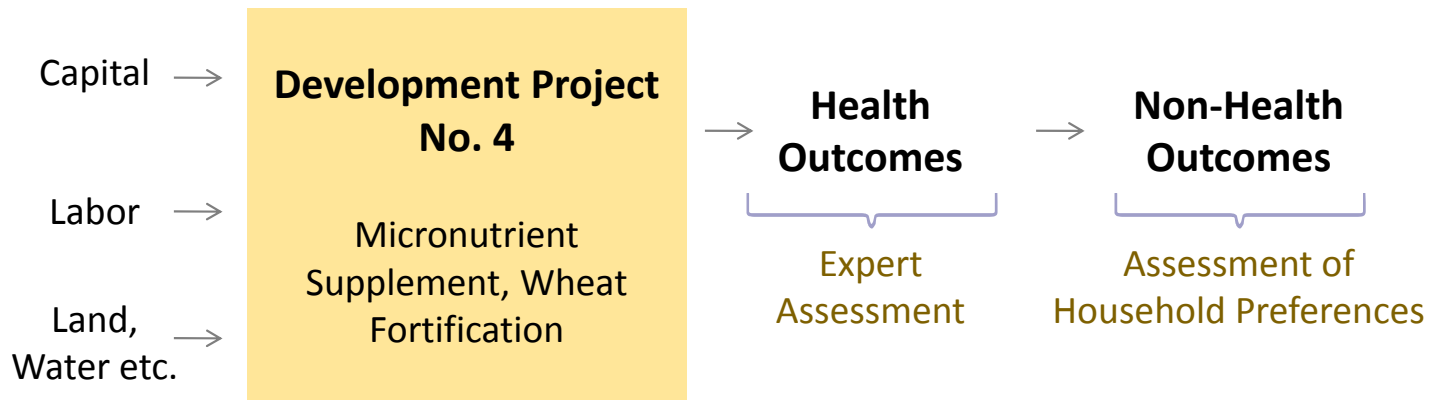 Capital
Labor
Land,
Water etc.
Development Project
No. 4
Micronutrient
Supplement, Wheat
Fortification
Health
Outcomes
Expert
Assessment
Non-Health
Outcomes
Assessment of
Household Preferences